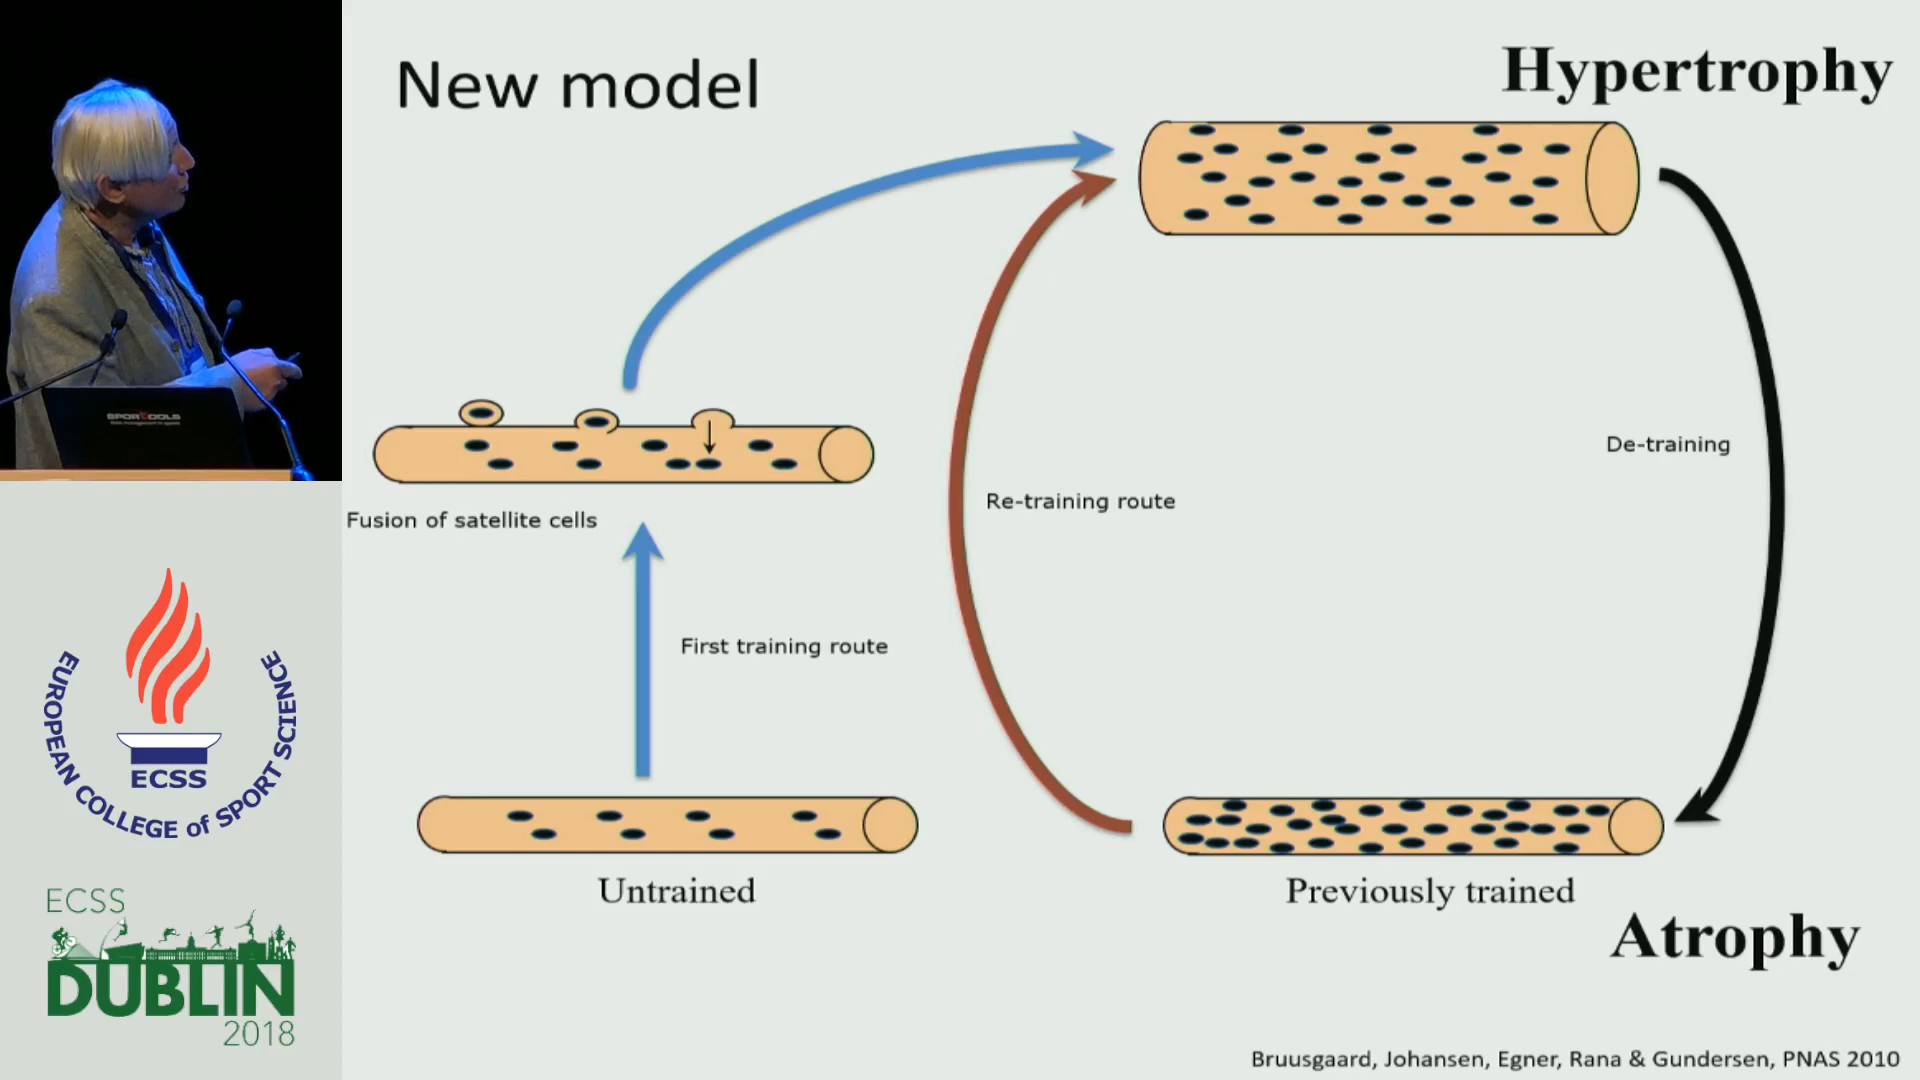 New model
Hypertrophy
De-training
Re-training route
Fusion of satellite cells
First training route
Untrained
Previously trained
Atrophy
Bruusgaard, Johansen, Egner, Rana & Gundersen, PNAS 2010
EUROPEAN COLLEGE of SPORT SCIENCE
ECSS
ECSS
DUBLIN
2018